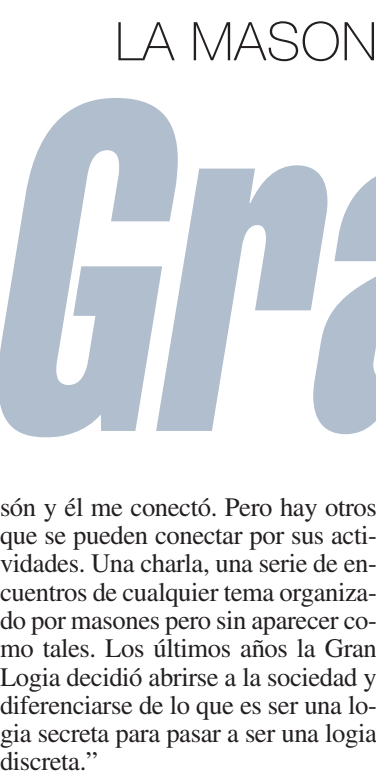 LA MASON
Gra
són y él me conectó. Pero hay otros
que se pueden conectar por sus acti-
vidades. Una charla, una serie de en-
cuentros de cualquier tema organiza-
do por masones pero sin aparecer co-
mo tales. Los últimos años la Gran
Logia decidió abrirse a la sociedad y
diferenciarse de lo que es ser una lo-
gia secreta para pasar a ser una logia
discreta.”